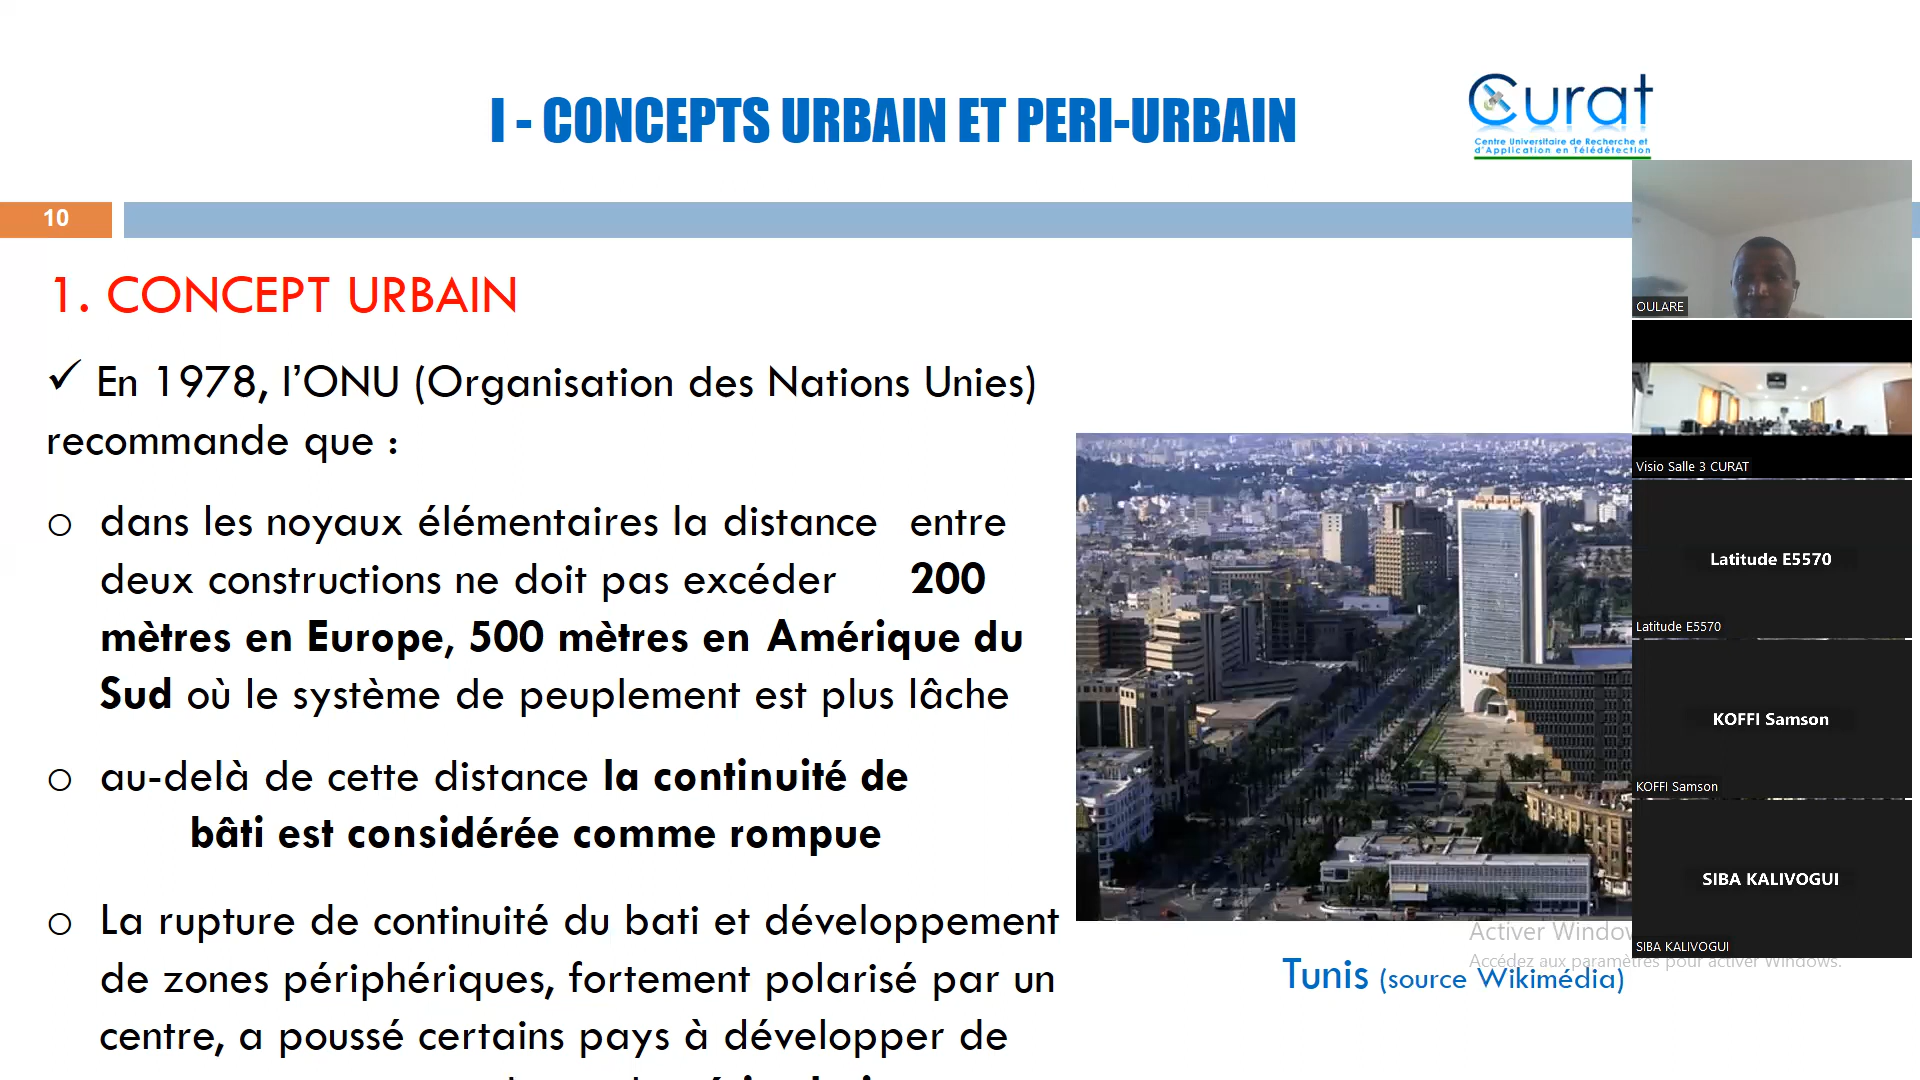 I - CONCEPTS URBAIN ET PERI-URBAIN
Curat
Centre Universitaire de Recherche et
d'Application en Télédétection
10
1. CONCEPT URBAIN
✓ En 1978, l'ONU (Organisation des Nations Unies)
recommande que :
o dans les noyaux élémentaires la distance entre
deux constructions ne doit pas excéder 200
mètres en Europe, 500 mètres en Amérique du
Sud où le système de peuplement est plus lâche
o au-delà de cette distance la continuité de
bâti est considérée comme rompue
o La rupture de continuité du bati et développement
de zones périphériques, fortement polarisé par un
centre, a poussé certains pays à développer de
Tunis (source Wikimédia)
Activer Windo
Accédez aux paramètres pour activer Windows.
OULARE
Visio Salle 3 CURAT
Latitude E5570
Latitude E5570
KOFFI Samson
KOFFI Samson
SIBA KALIVOGUI
SIBA KALIVOGUI